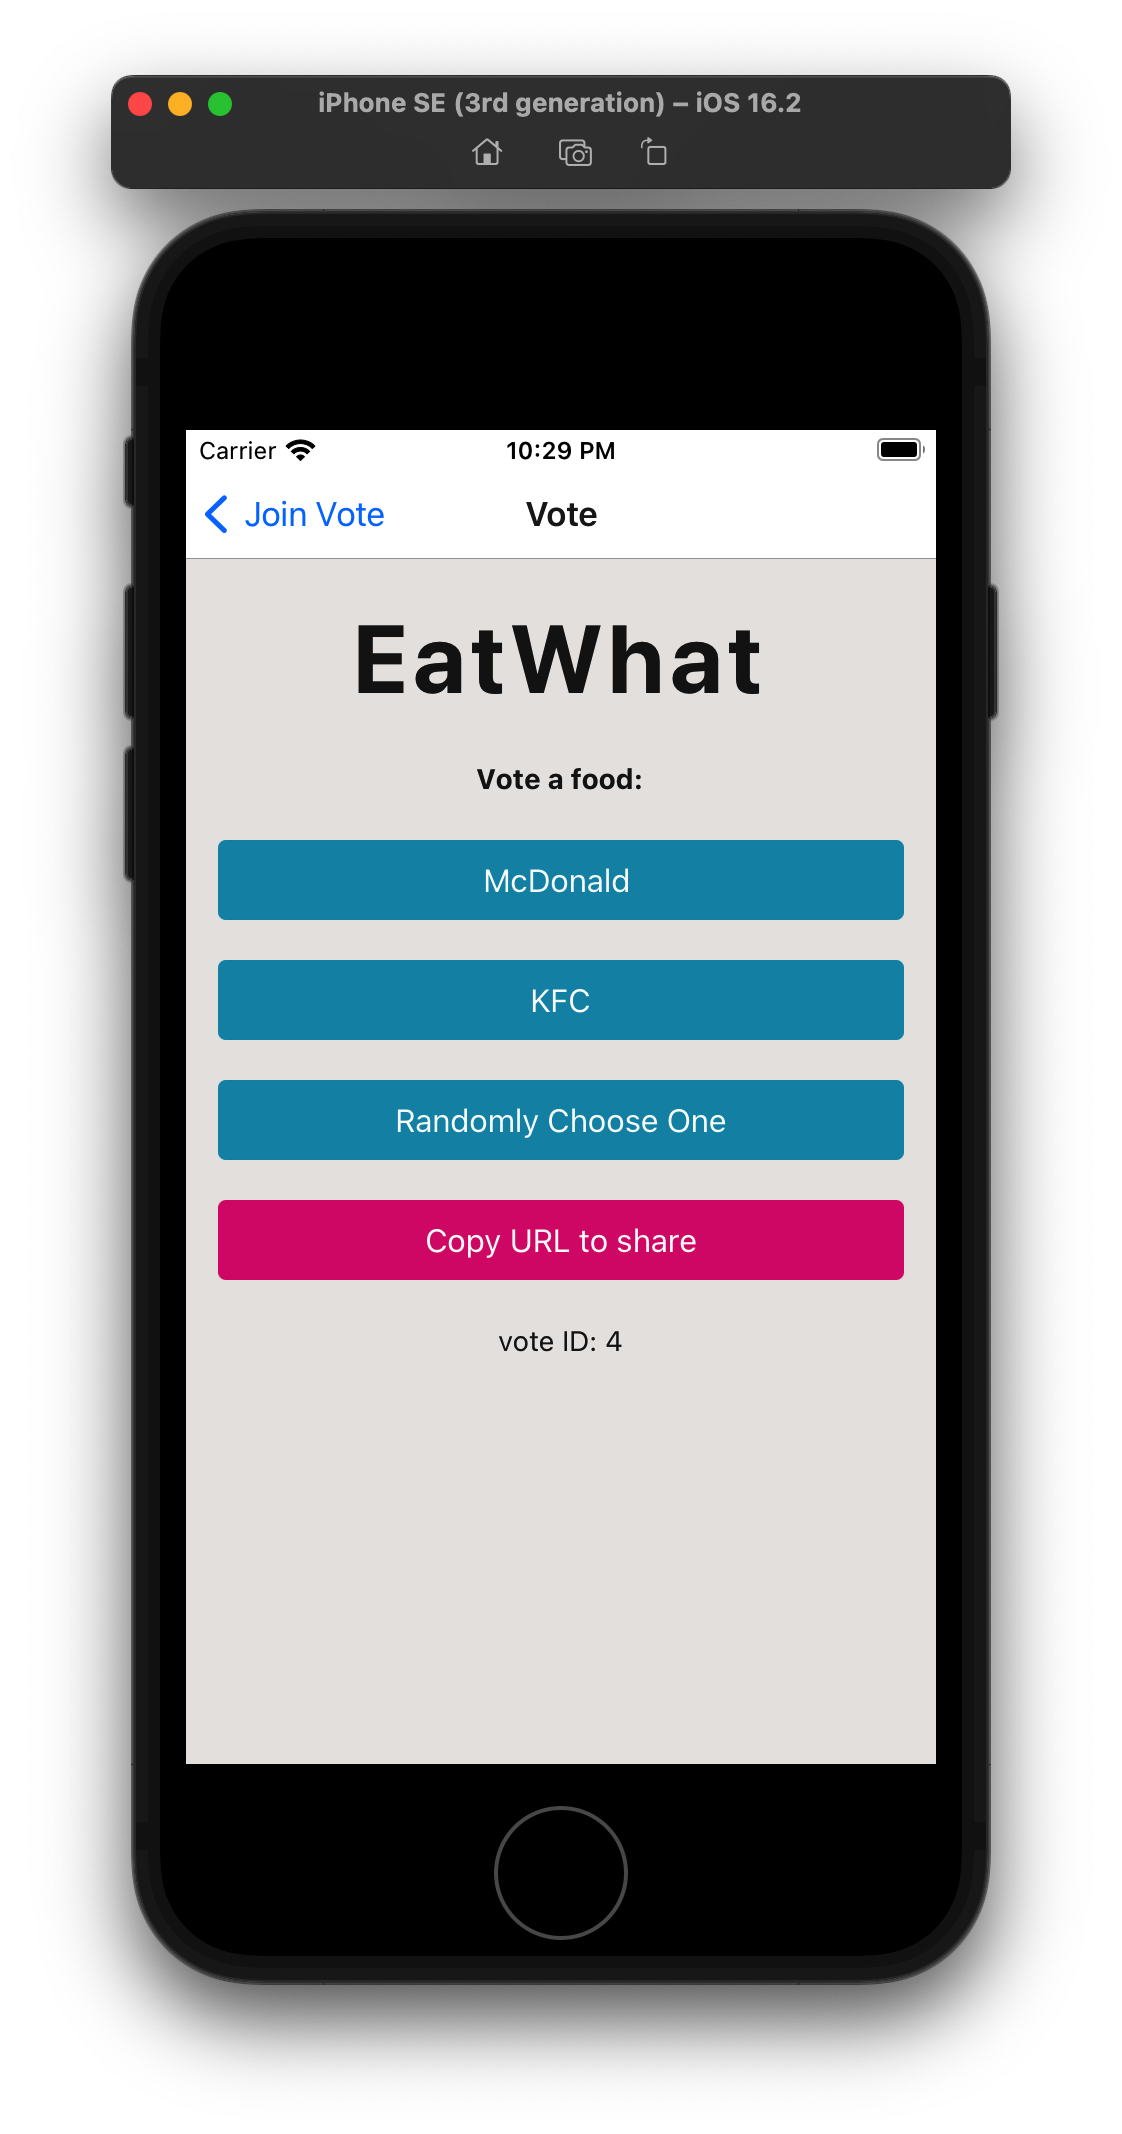 iPhone SE (3rd generation) – iOS 16.2
Carrier 10:29 PM
Join Vote Vote
EatWhat
Vote a food:
McDonald
KFC
Randomly Choose One
Copy URL to share
vote ID: 4